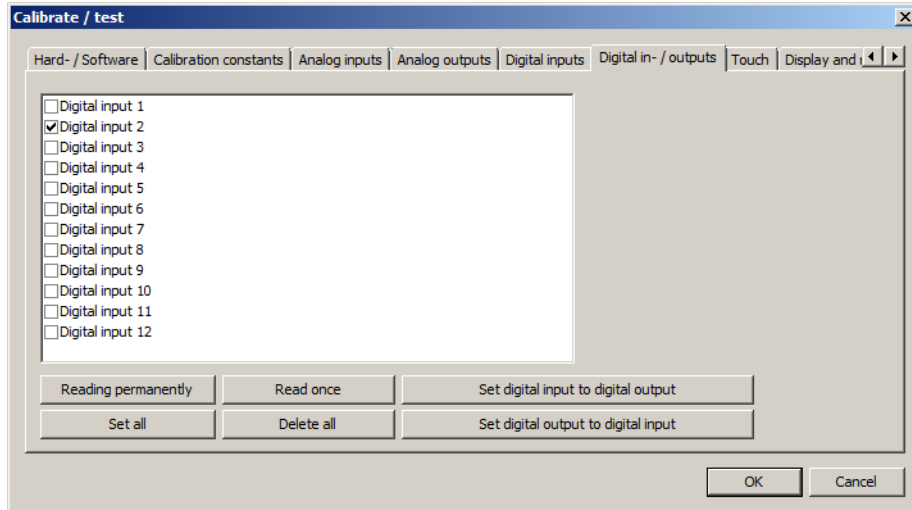 Calibrate / test
Hard- / Software Calibration constants Analog inputs Analog outputs Digital inputs Digital in- / outputs Touch Display and
Digital input 1
Digital input 2
Digital input 3
Digital input 4
Digital input 5
Digital input 6
Digital input 7
Digital input 8
Digital input 9
Digital input 10
Digital input 11
Digital input 12
Reading permanently Read once Set digital input to digital output
Set all Delete all Set digital output to digital input
OK Cancel